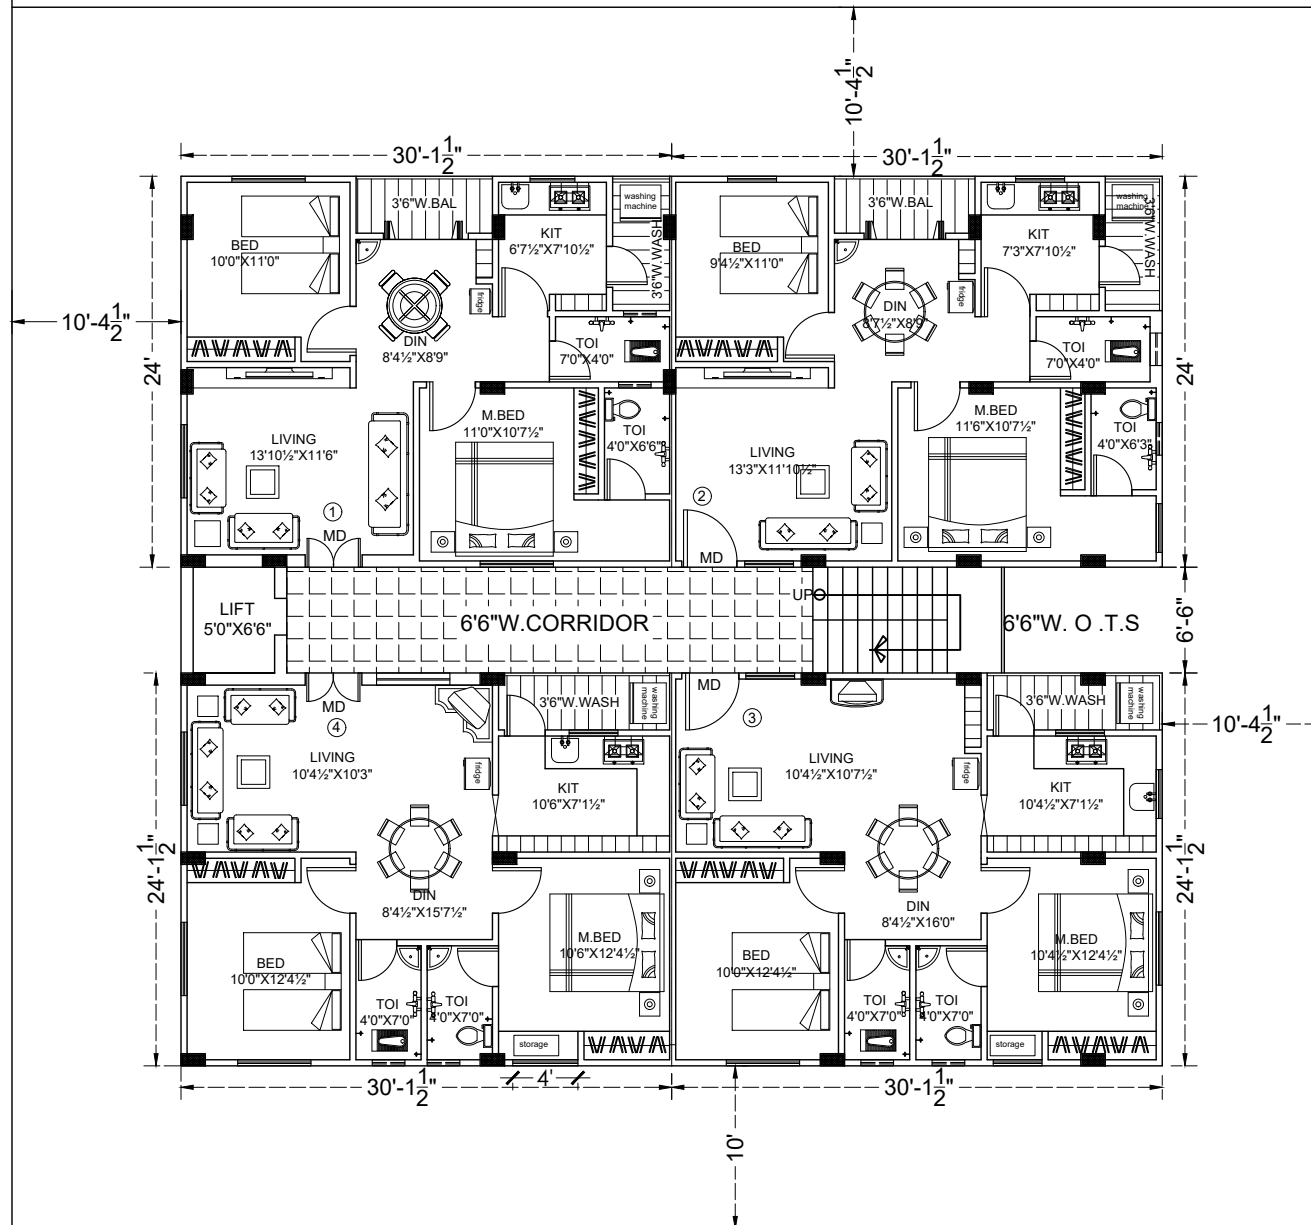 10'-4½"
30'-1½"
30'-1½"
3'6"W.BAL
washing
machine
3'6"W.BAL
washing
machine
BED
10'0"X11'0"
KIT
6'7½"X7'10½"
3'6"W.WASH
BED
9'4½"X11'0"
KIT
7'3"X7'10½"
3'6"W.WASH
fridge
fridge
10'-4½"
24'
DIN
8'4½"X8'9"
TOI
7'0"X4'0"
DIN
8'7½"X8'9"
TOI
7'0"X4'0"
24'
LIVING
13'10½"X11'6"
M.BED
11'0"X10'7½"
TOI
4'0"X6'6"
LIVING
13'3"X11'10½"
M.BED
11'6"X10'7½"
TOI
4'0"X6'3"
1
MD
2
MD
LIFT
5'0"X6'6"
6'6"W.CORRIDOR
UP
6'6"W. O .T.S
6'-6"
MD
4
3'6"W.WASH
washing
machine
MD
3
3'6"W.WASH
washing
machine
10'-4½"
LIVING
10'4½"X10'3"
fridge
KIT
10'6"X7'1½"
LIVING
10'4½"X10'7½"
fridge
KIT
10'4½"X7'1½"
24'-1½"
24'-1½"
DIN
8'4½"X15'7½"
DIN
8'4½"X16'0"
BED
10'0"X12'4½"
M.BED
10'6"X12'4½"
BED
10'0"X12'4½"
M.BED
10'4½"X12'4½"
TOI
4'0"X7'0"
TOI
4'0"X7'0"
TOI
4'0"X7'0"
TOI
4'0"X7'0"
storage
storage
30'-1½"
4'
30'-1½"
10'